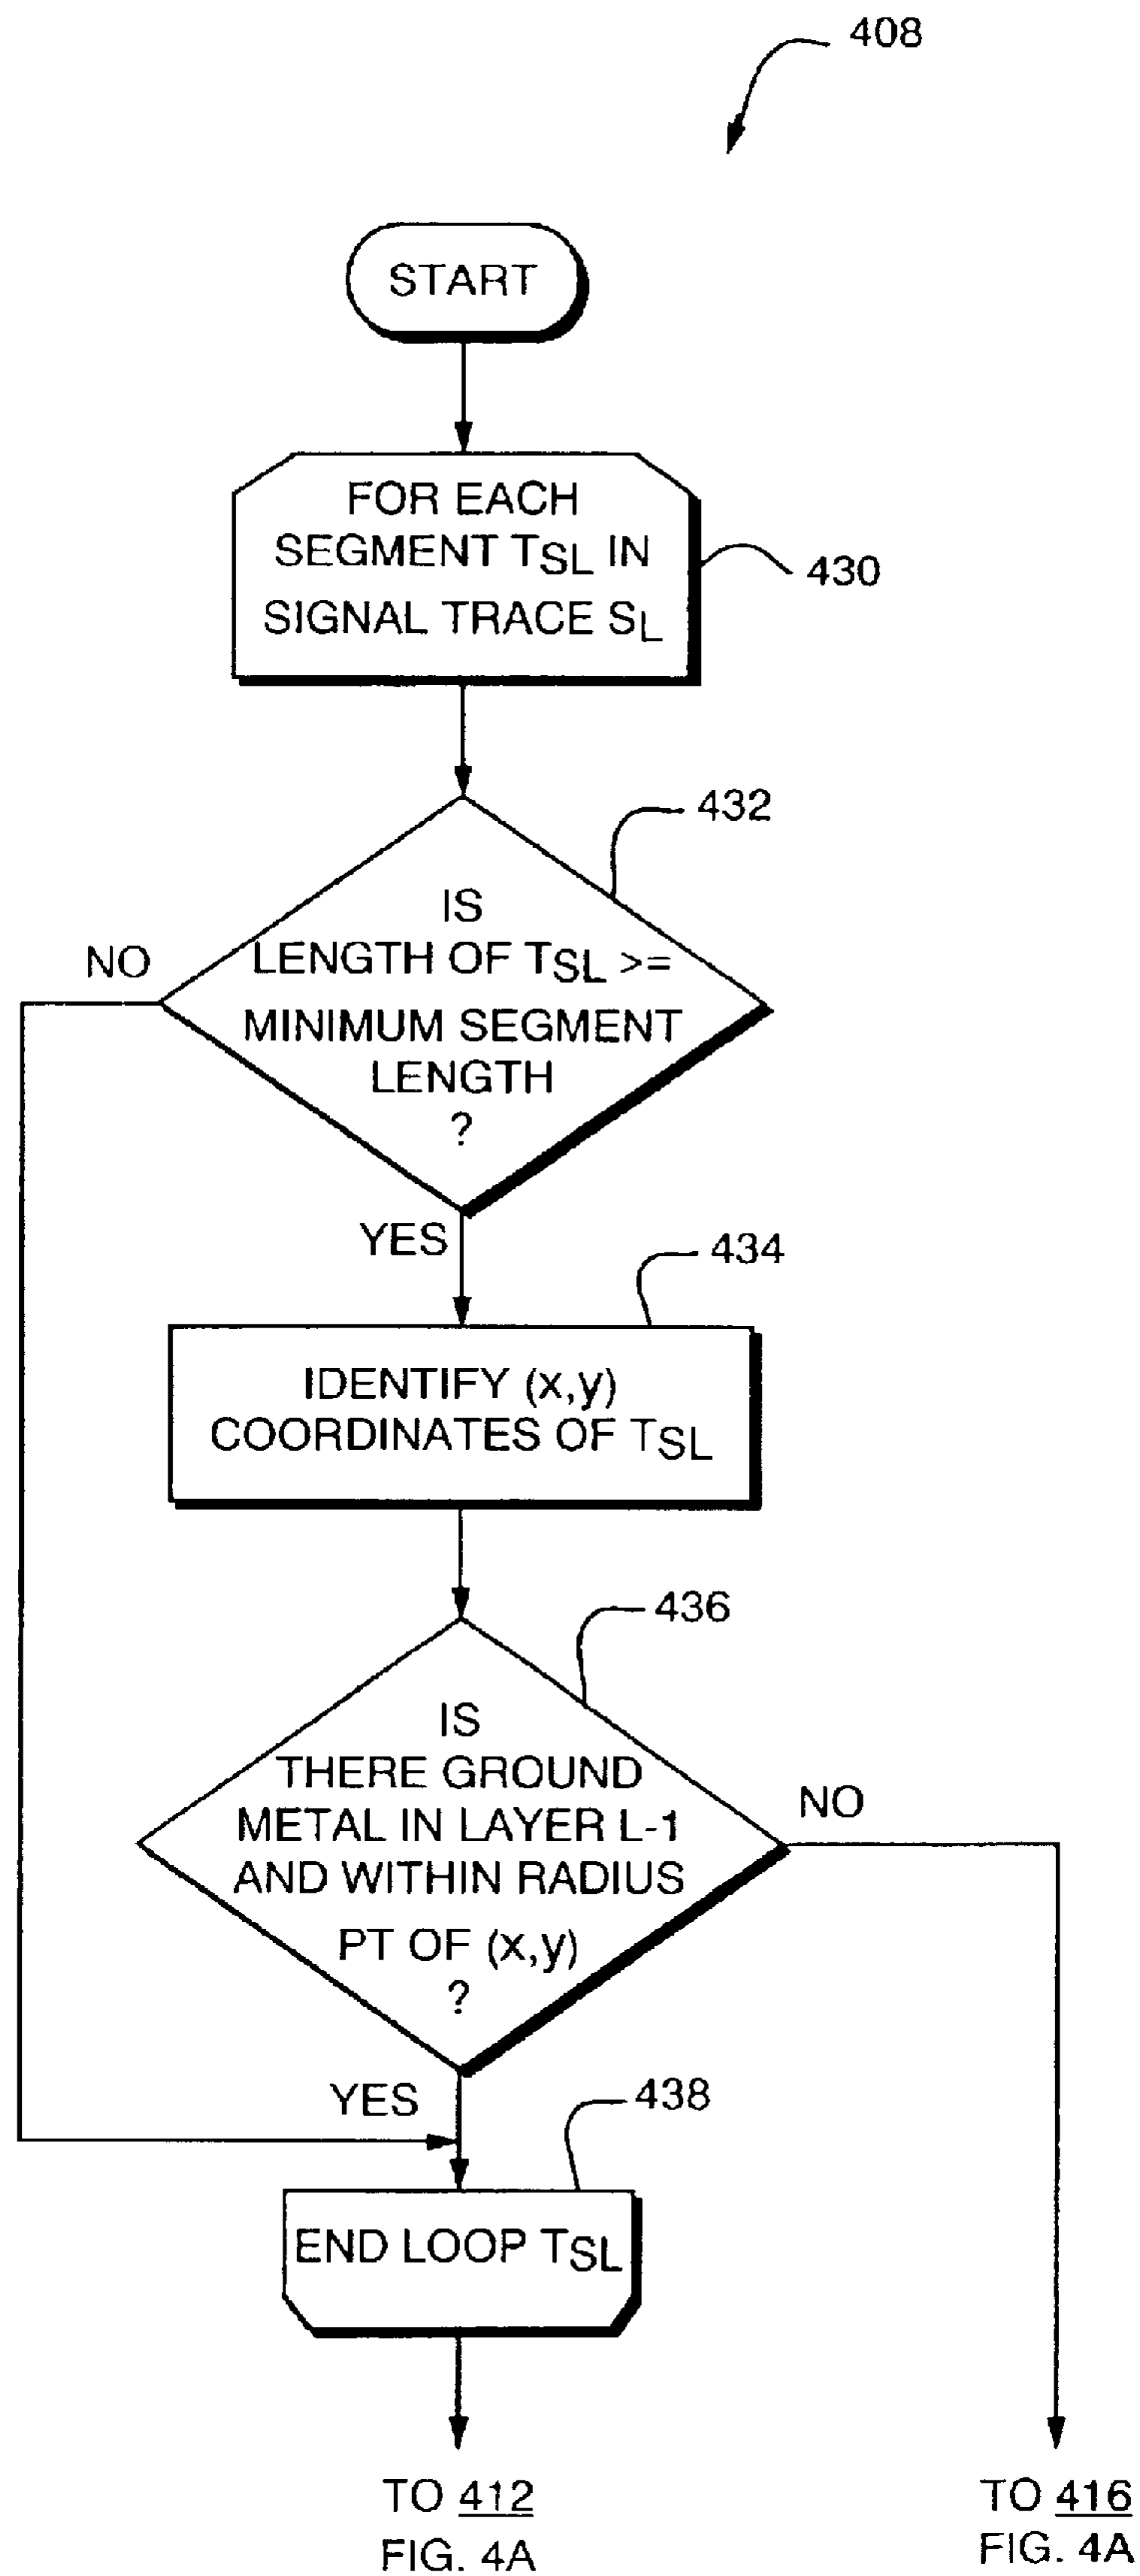 408
START
FOR EACH
SEGMENT TSL IN
SIGNAL TRACE SL
430
432
IS
LENGTH OF TSL >=
MINIMUM SEGMENT
LENGTH
?
NO
YES
434
IDENTIFY (x,y)
COORDINATES OF TSL
436
IS
THERE GROUND
METAL IN LAYER L-1
AND WITHIN RADIUS
PT OF (x,y)
?
NO
YES
438
END LOOP TSL
TO 412
FIG. 4A
TO 416
FIG. 4A